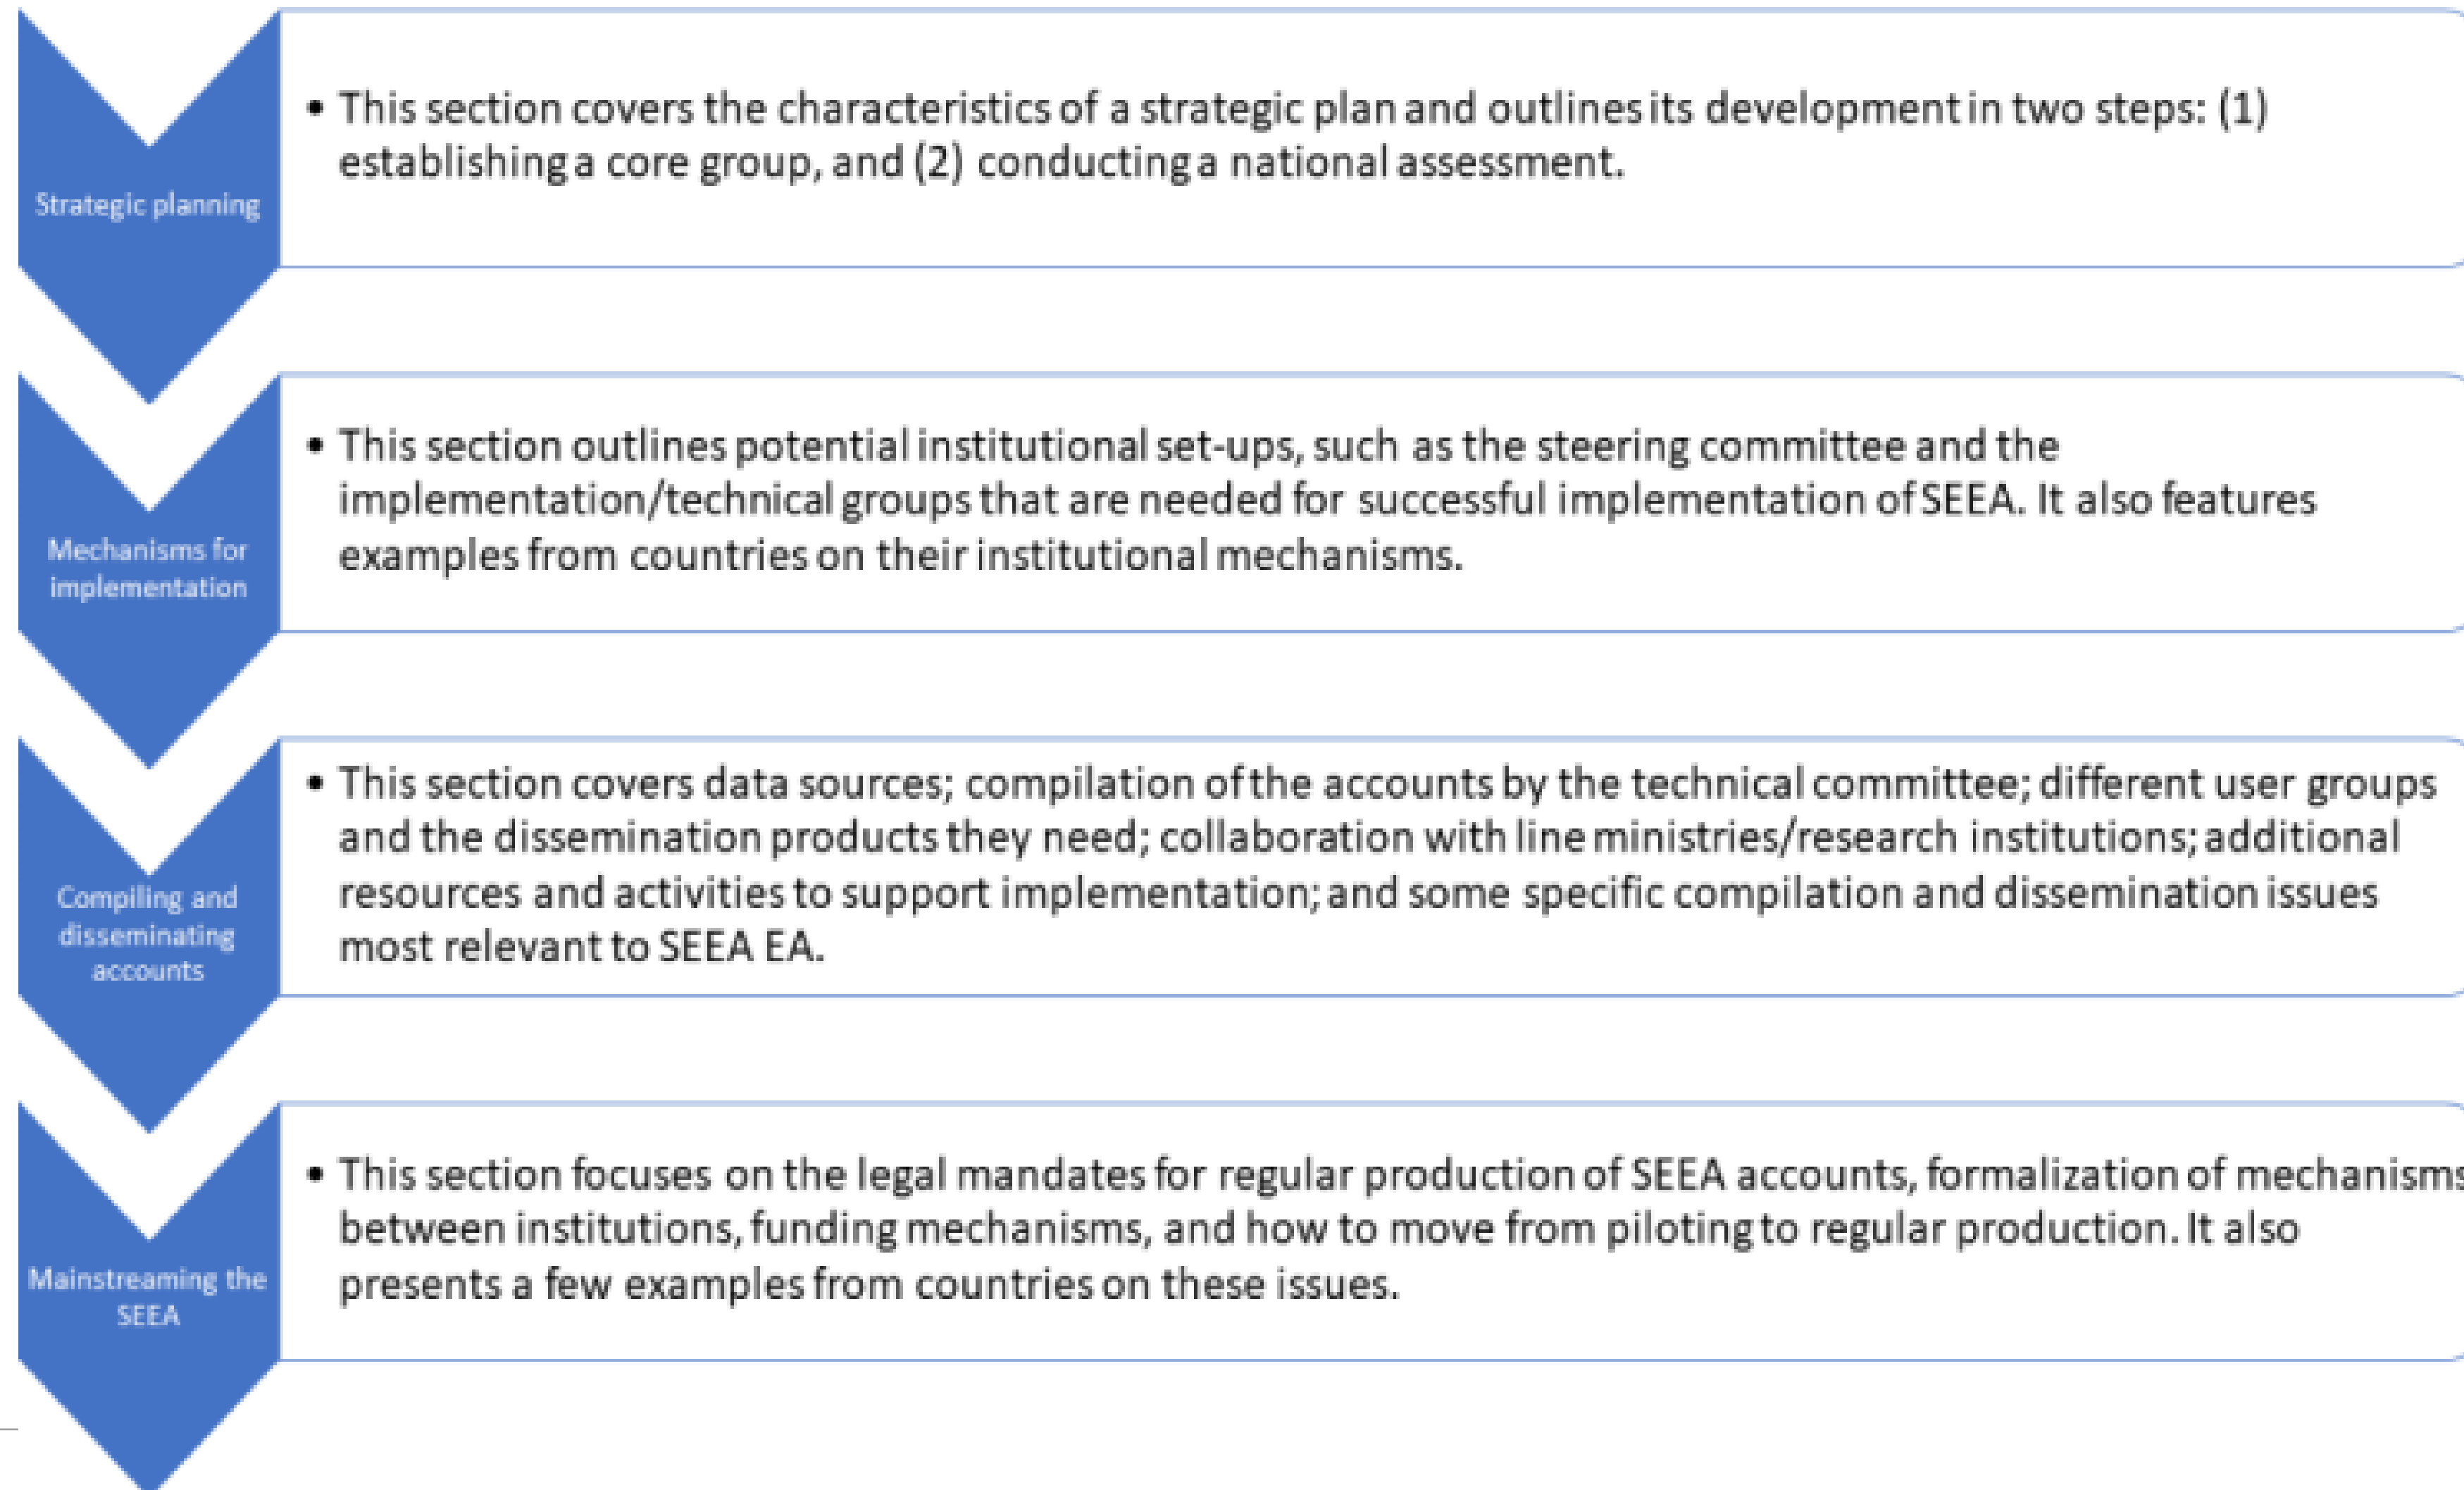 Strategic planning
• This section covers the characteristics of a strategic plan and outlines its development in two steps: (1)
establishing a core group, and (2) conducting a national assessment.
Mechanisms for
implementation
• This section outlines potential institutional set-ups, such as the steering committee and the
implementation/technical groups that are needed for successful implementation of SEEA. It also features
examples from countries on their institutional mechanisms.
Compiling and
disseminating
accounts
• This section covers data sources; compilation of the accounts by the technical committee; different user groups
and the dissemination products they need; collaboration with line ministries/research institutions; additional
resources and activities to support implementation; and some specific compilation and dissemination issues
most relevant to SEEA EA.
Mainstreaming the
SEEA
• This section focuses on the legal mandates for regular production of SEEA accounts, formalization of mechanisms
between institutions, funding mechanisms, and how to move from piloting to regular production. It also
presents a few examples from countries on these issues.